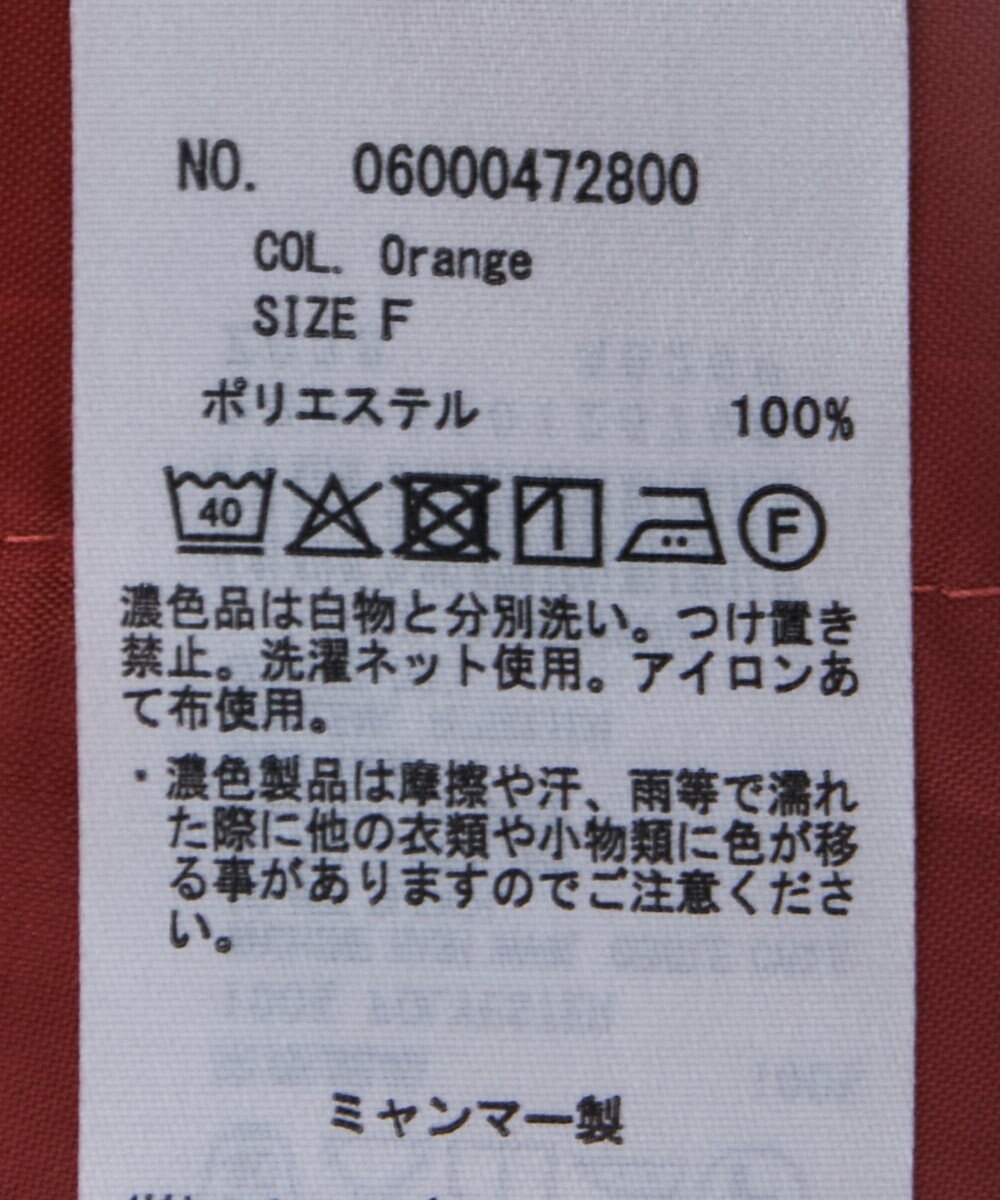 NO. 06000472800
COL. Orange
SIZE F
ポリエステル 100%
40 F
濃色品は白物と分別洗い。つけ置き
禁止。洗濯ネット使用。アイロンあ
て布使用。
・濃色製品は摩擦や汗、雨等で濡れ
た際に他の衣類や小物類に色が移
る事がありますのでご注意くださ
い。
ミャンマー製